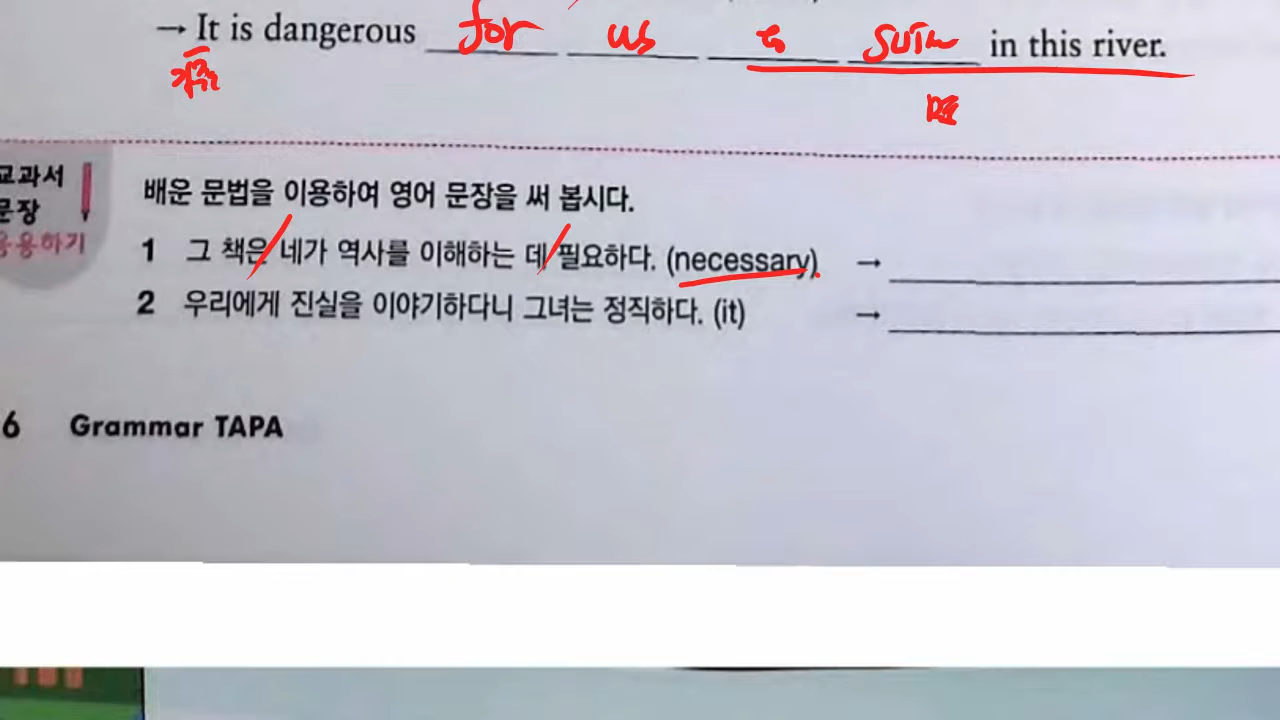 → It is dangerous for us to swim in this river.
교과서
문장
응용하기
배운 문법을 이용하여 영어 문장을 써 봅시다.
1 그 책은 네가 역사를 이해하는 데 필요하다. (necessary). →
2 우리에게 진실을 이야기하다니 그녀는 정직하다. (it) →
6 Grammar TAPA